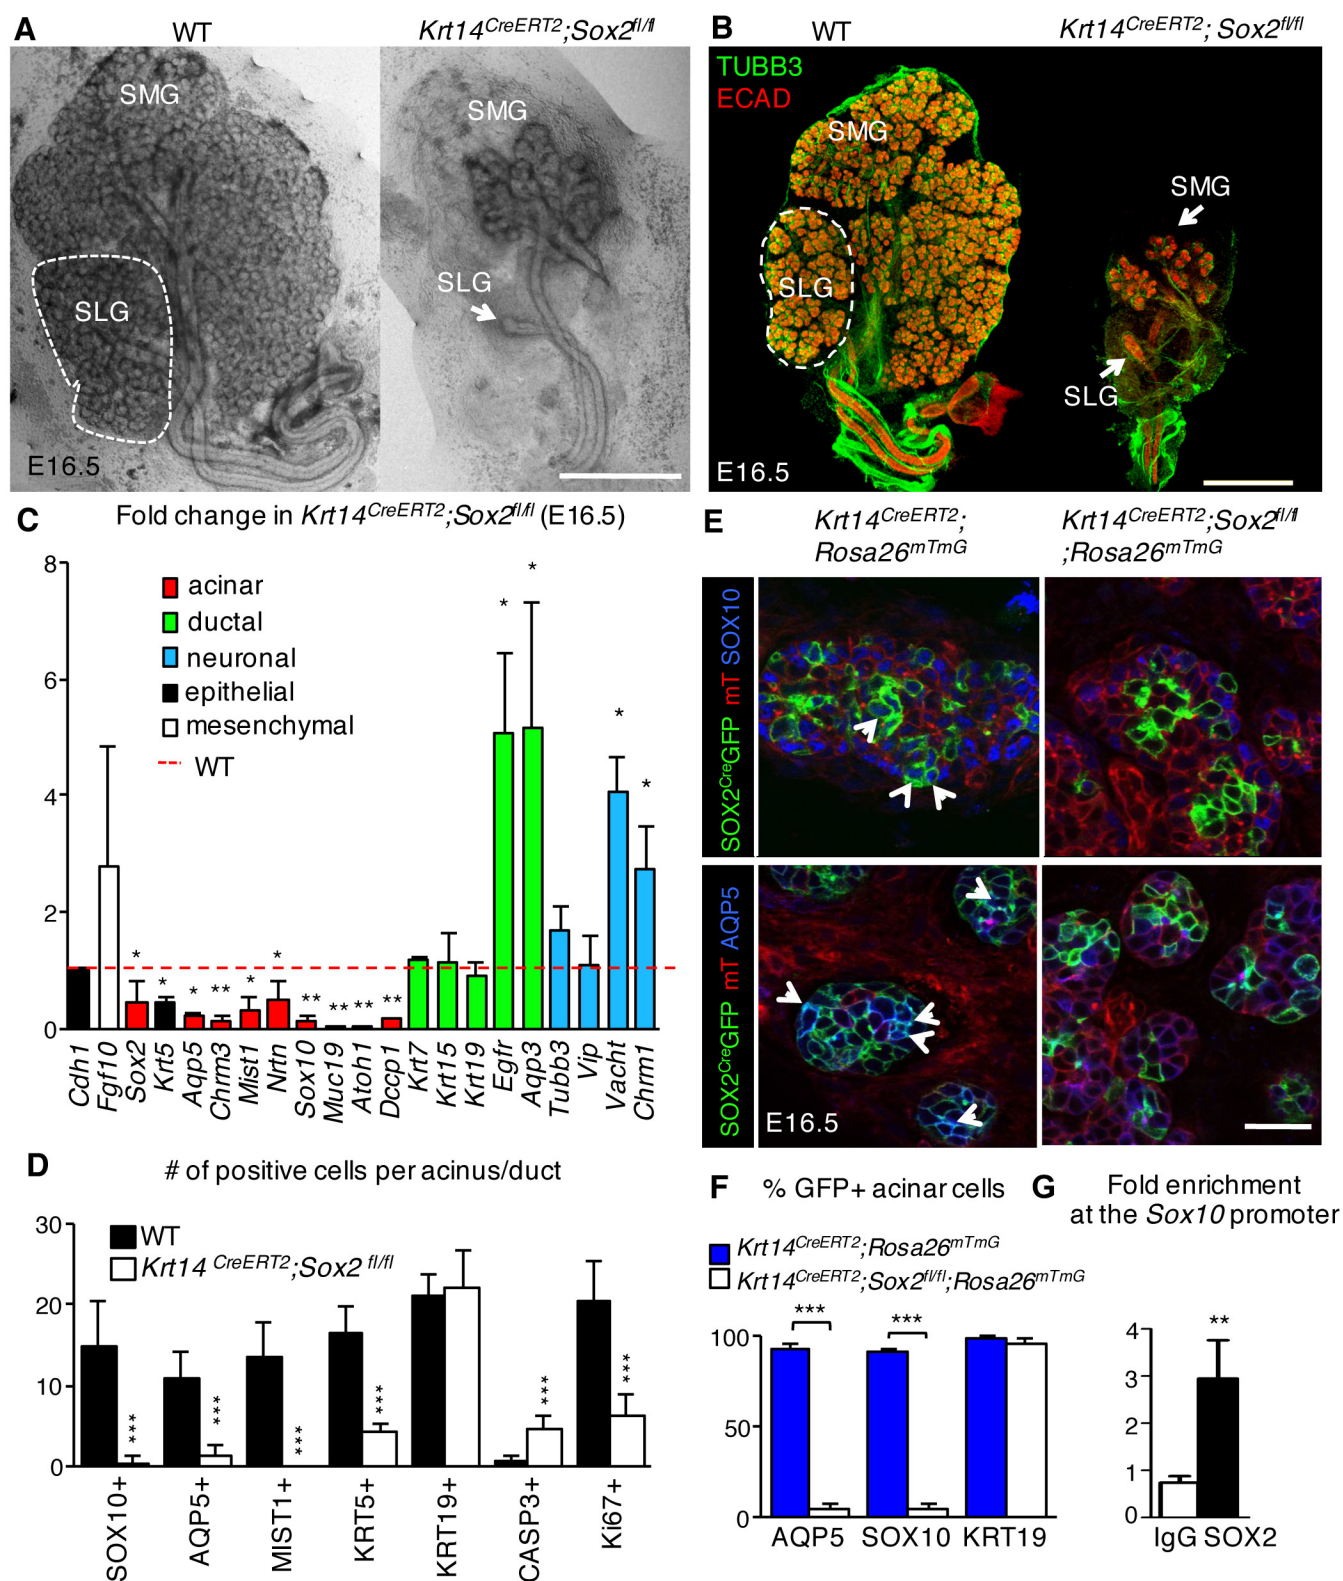 A
WT
Krt14CreERT2;Sox2fl/fl
SMG
SMG
SLG
SLG
E16.5
B
WT
Krt14CreERT2; Sox2fl/fl
TUBB3
ECAD
SMG
SMG
SLG
SLG
E16.5
C
Fold change in Krt14CreERT2;Sox2fl/fl (E16.5)
8
6
4
2
0
acinar
ductal
neuronal
epithelial
mesenchymal
WT
* * * ** * * ** ** ** ** * * * *
Cdh1
Fgf10
Sox2
Krt5
Aqp5
Chrm3
Mist1
Nrtn
Sox10
Muc19
Atoh1
Dccp1
Krt7
Krt15
Krt19
Egfr
Aqp3
Tubb3
Vip
Vacht
Chrm1
D
# of positive cells per acinus/duct
30
20
10
0
WT
Krt14 CreERT2;Sox2 fl/fl
*** *** *** *** *** ***
SOX10+
AQP5+
MIST1+
KRT5+
KRT19+
CASP3+
Ki67+
E
Krt14CreERT2;
Rosa26mTmG
Krt14CreERT2;Sox2fl/fl
;Rosa26mTmG
SOX2CreGFP mT SOX10
SOX2CreGFP mT AQP5
E16.5
F
% GFP+ acinar cells
Krt14CreERT2;Rosa26mTmG
Krt14CreERT2;Sox2fl/fl;Rosa26mTmG
*** ***
100
50
0
AQP5 SOX10 KRT19
G
Fold enrichment
at the Sox10 promoter
**
4
3
2
1
0
IgG SOX2